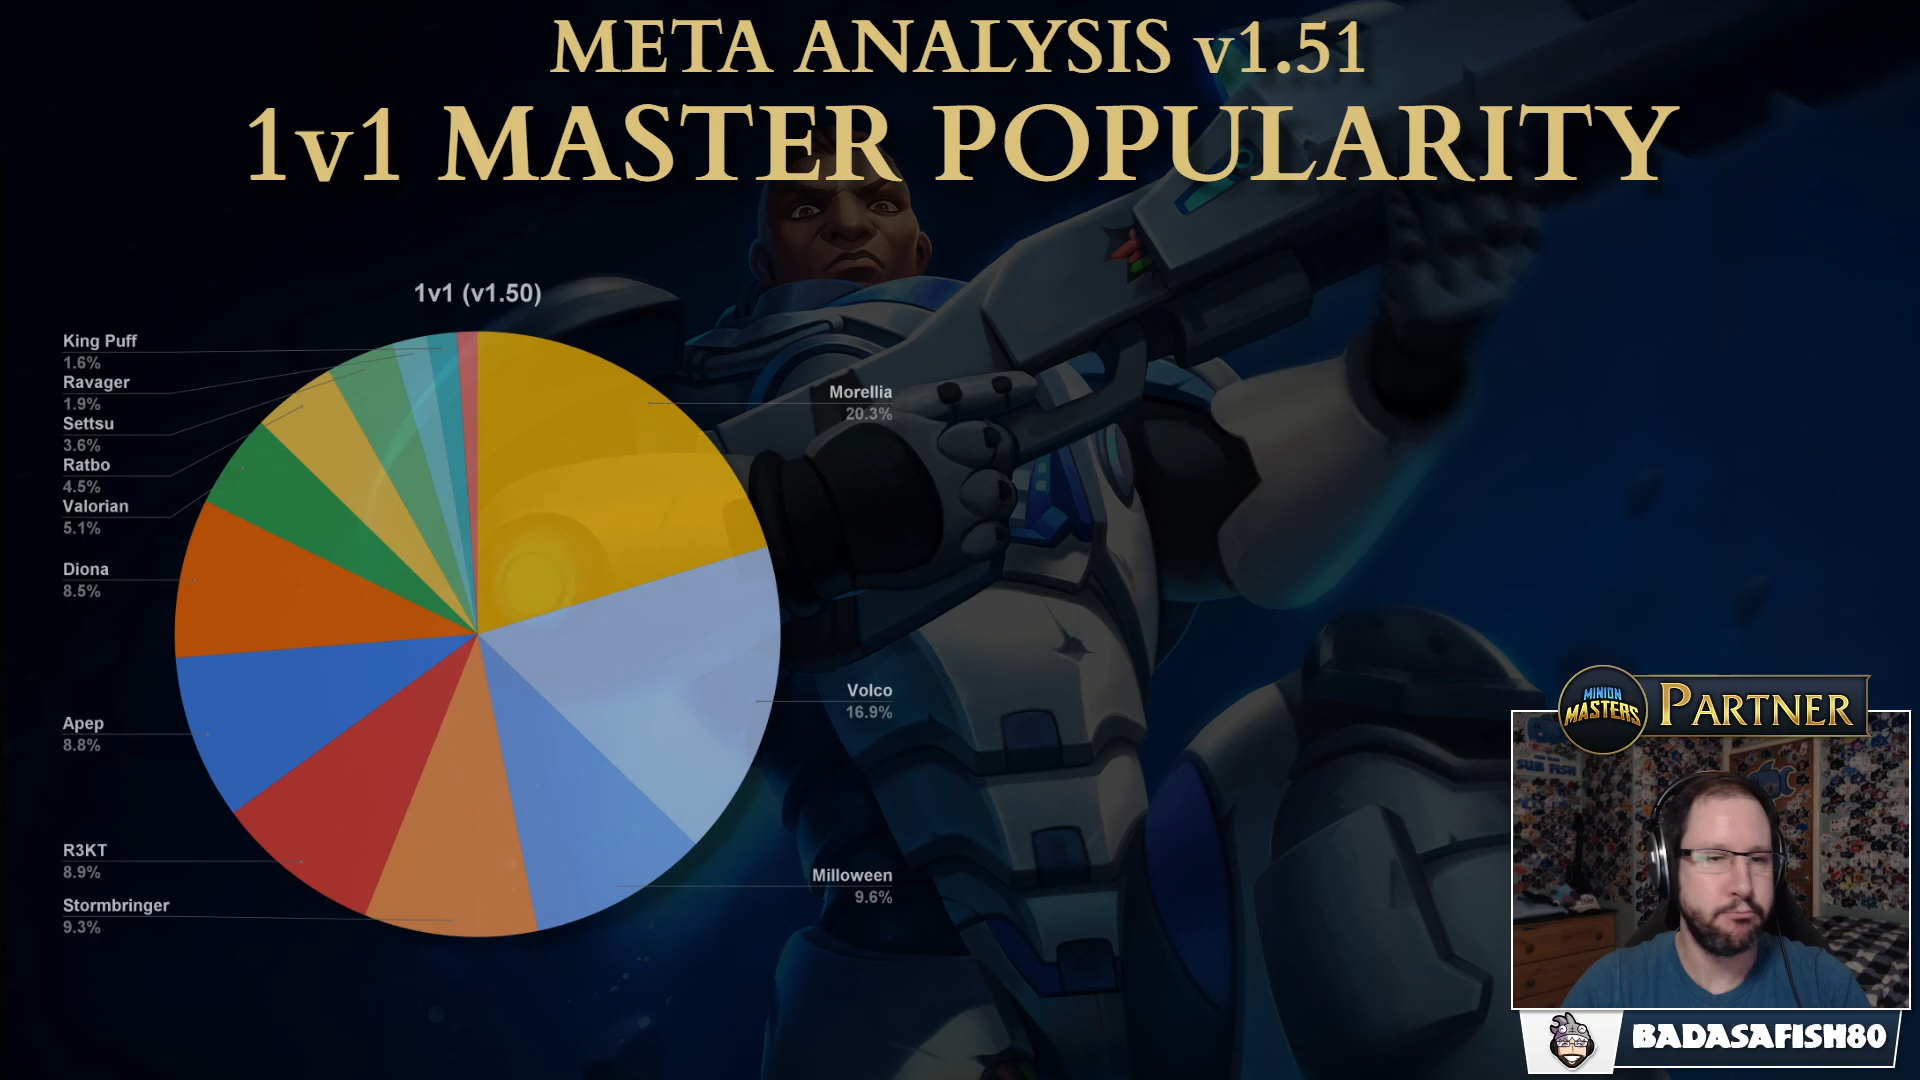 META ANALYSIS v1.51
1v1 MASTER POPULARITY
1v1 (v1.50)
King Puff
1.6%
Ravager
1.9%
Settsu
3.6%
Ratbo
4.5%
Valorian
5.1%
Diona
8.5%
Apep
8.8%
R3KT
8.9%
Stormbringer
9.3%
Morellia
20.3%
Volco
16.9%
Milloween
9.6%
MINION
MASTERS
PARTNER
SUB FISH
BADASAFISH80